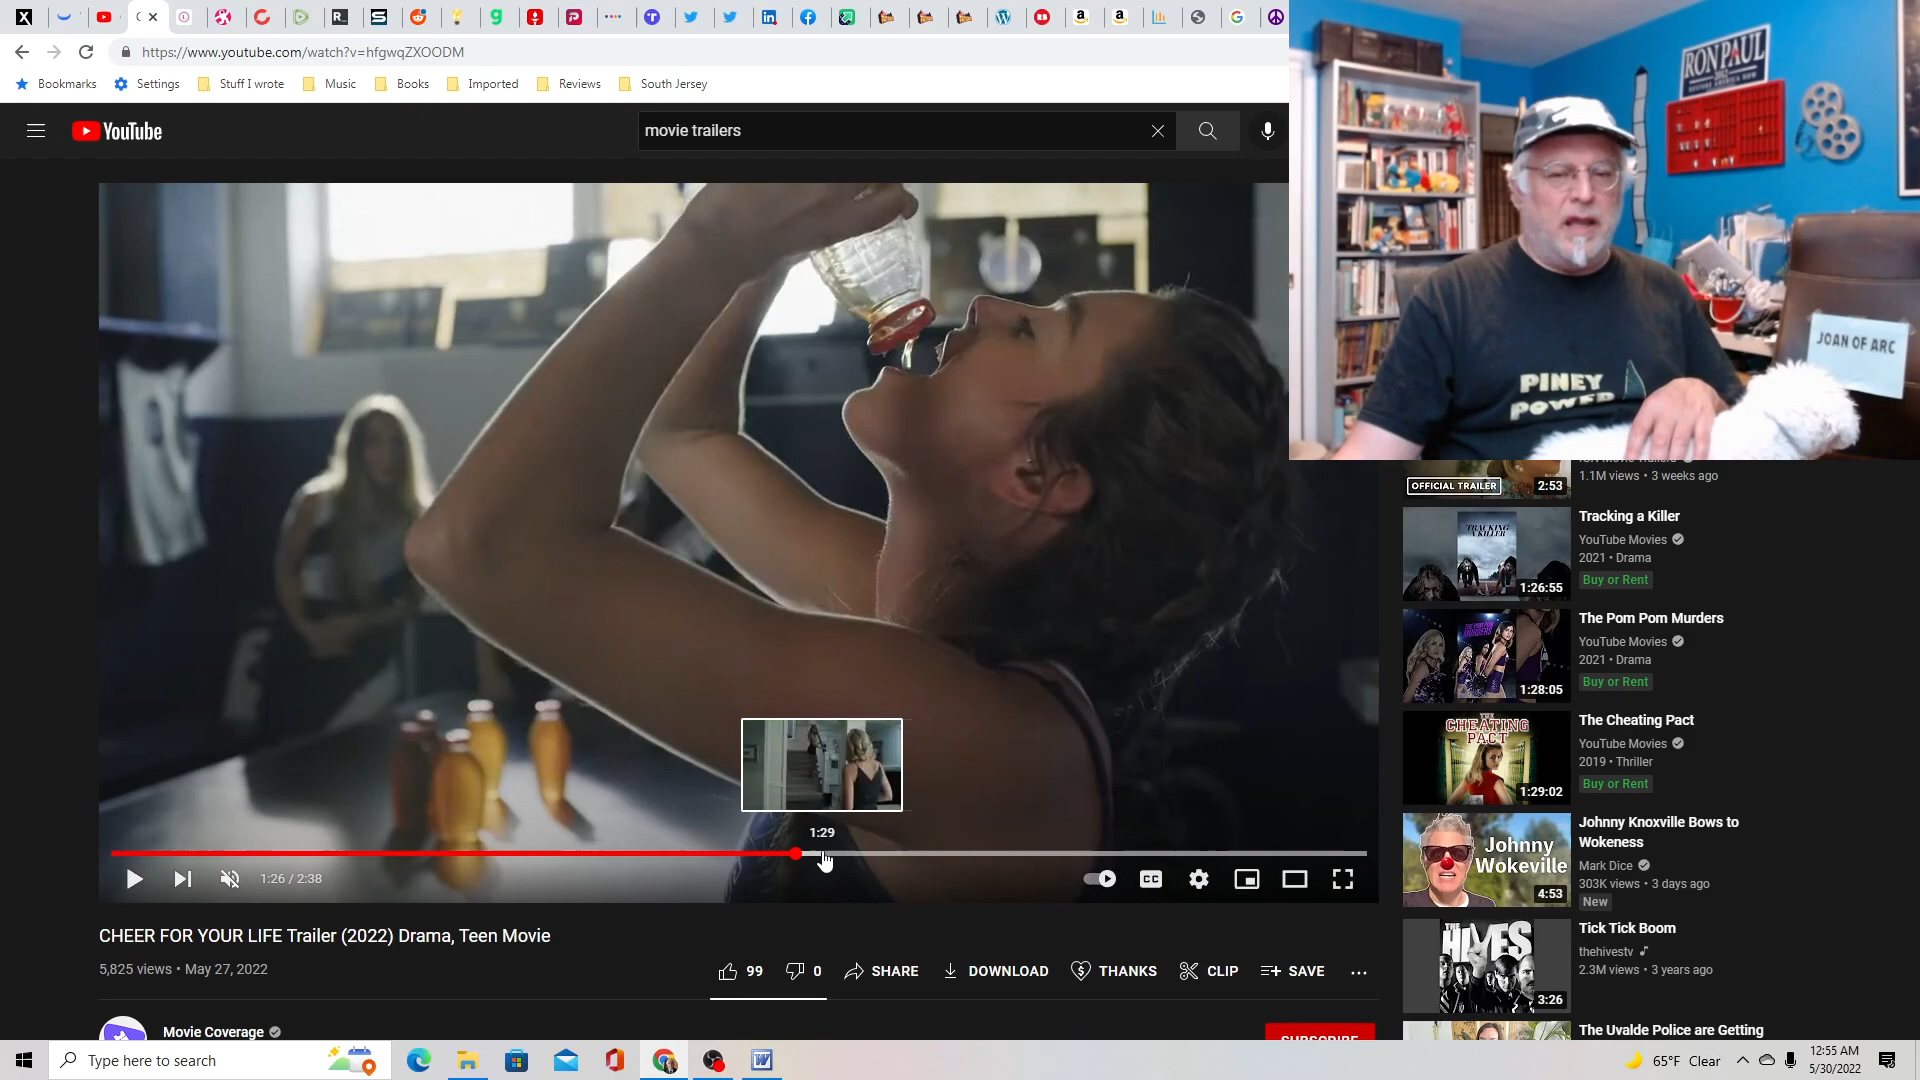 https://www.youtube.com/watch?v=hfgwqZXOODM
Bookmarks Settings Stuff I wrote Music Books Imported Reviews South Jersey
YouTube
movie trailers
RON PAUL
JOAN OF ARC
PINEY
POWER
1:29
1:26 / 2:38
CHEER FOR YOUR LIFE Trailer (2022) Drama, Teen Movie
5,825 views • May 27, 2022
99 0 SHARE DOWNLOAD THANKS CLIP SAVE
Movie Coverage
SUBSCRIBE
OFFICIAL TRAILER 2:53
1.1M views • 3 weeks ago
TRACKING
A KILLER
1:26:55
Tracking a Killer
YouTube Movies
2021 • Drama
Buy or Rent
1:28:05
The Pom Pom Murders
YouTube Movies
2021 • Drama
Buy or Rent
THE
CHEATING
PACT
1:29:02
The Cheating Pact
YouTube Movies
2019 • Thriller
Buy or Rent
Johnny
Wokeville
4:53
Johnny Knoxville Bows to
Wokeness
Mark Dice
303K views • 3 days ago
New
THE
HIVES
3:26
Tick Tick Boom
thehivestv
2.3M views • 3 years ago
The Uvalde Police are Getting
Type here to search
65°F Clear
12:55 AM
5/30/2022